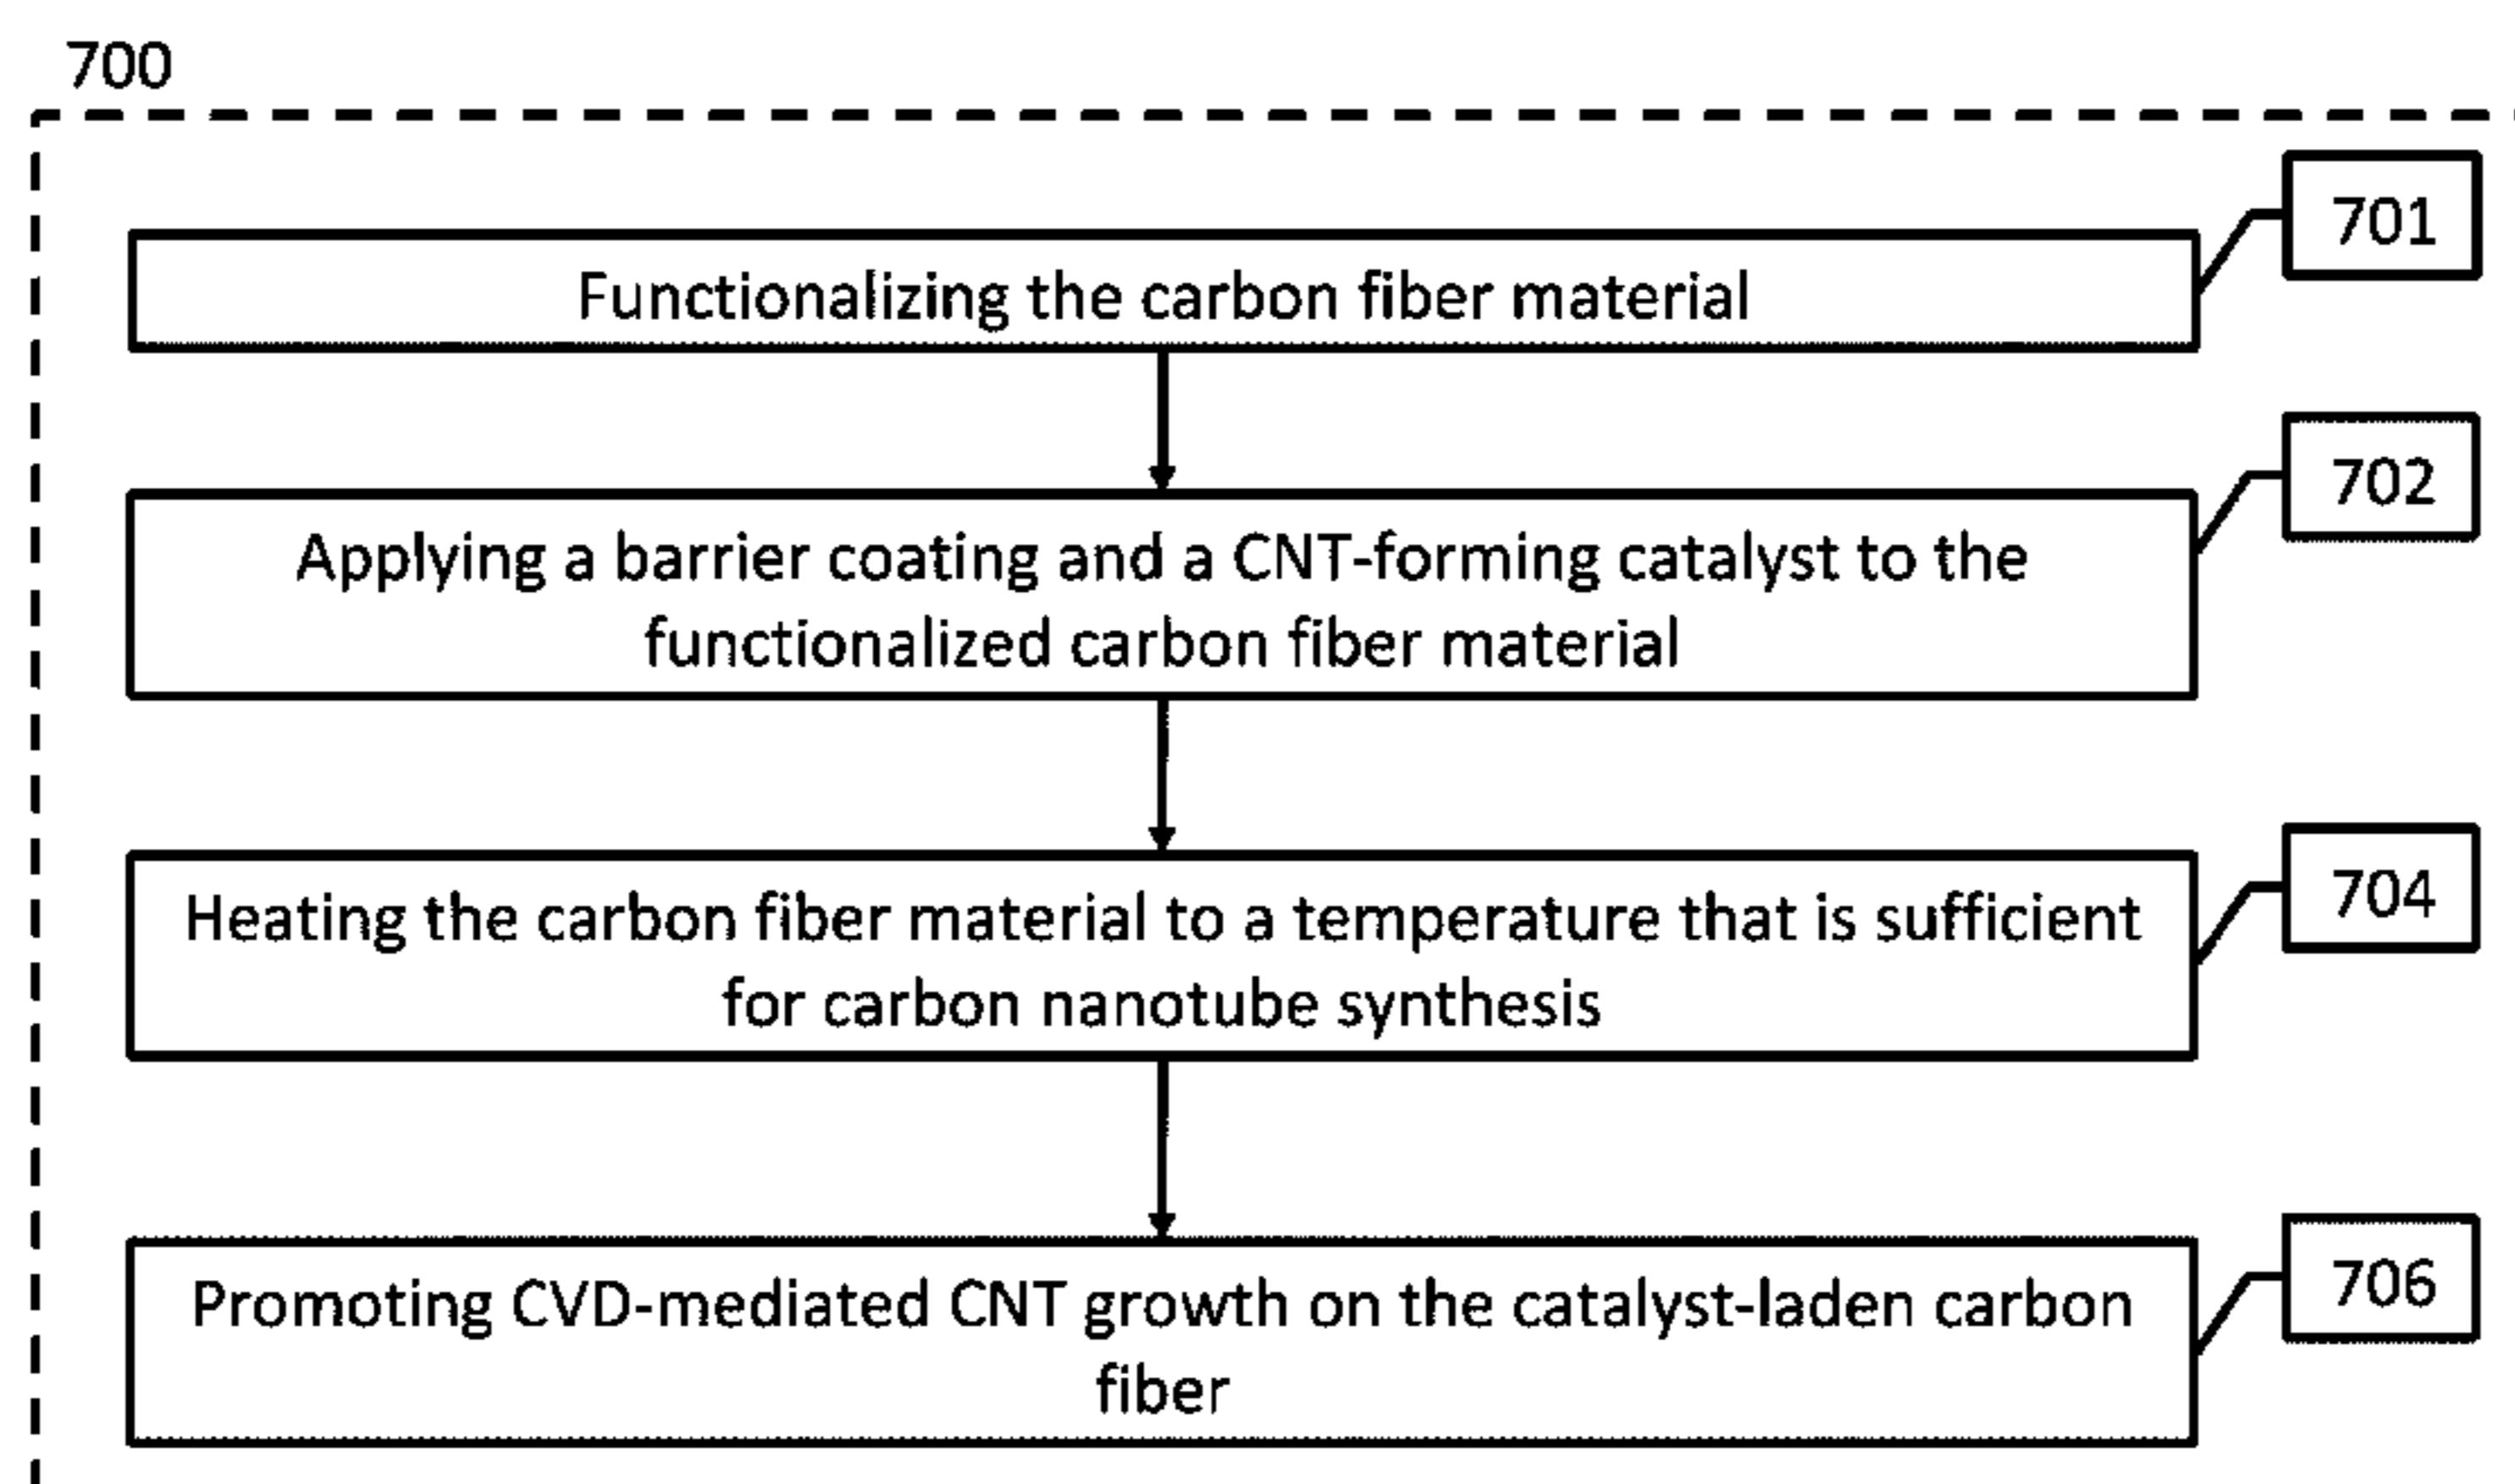 700
701
Functionalizing the carbon fiber material
702
Applying a barrier coating and a CNT-forming catalyst to the
functionalized carbon fiber material
704
Heating the carbon fiber material to a temperature that is sufficient
for carbon nanotube synthesis
706
Promoting CVD-mediated CNT growth on the catalyst-laden carbon
fiber